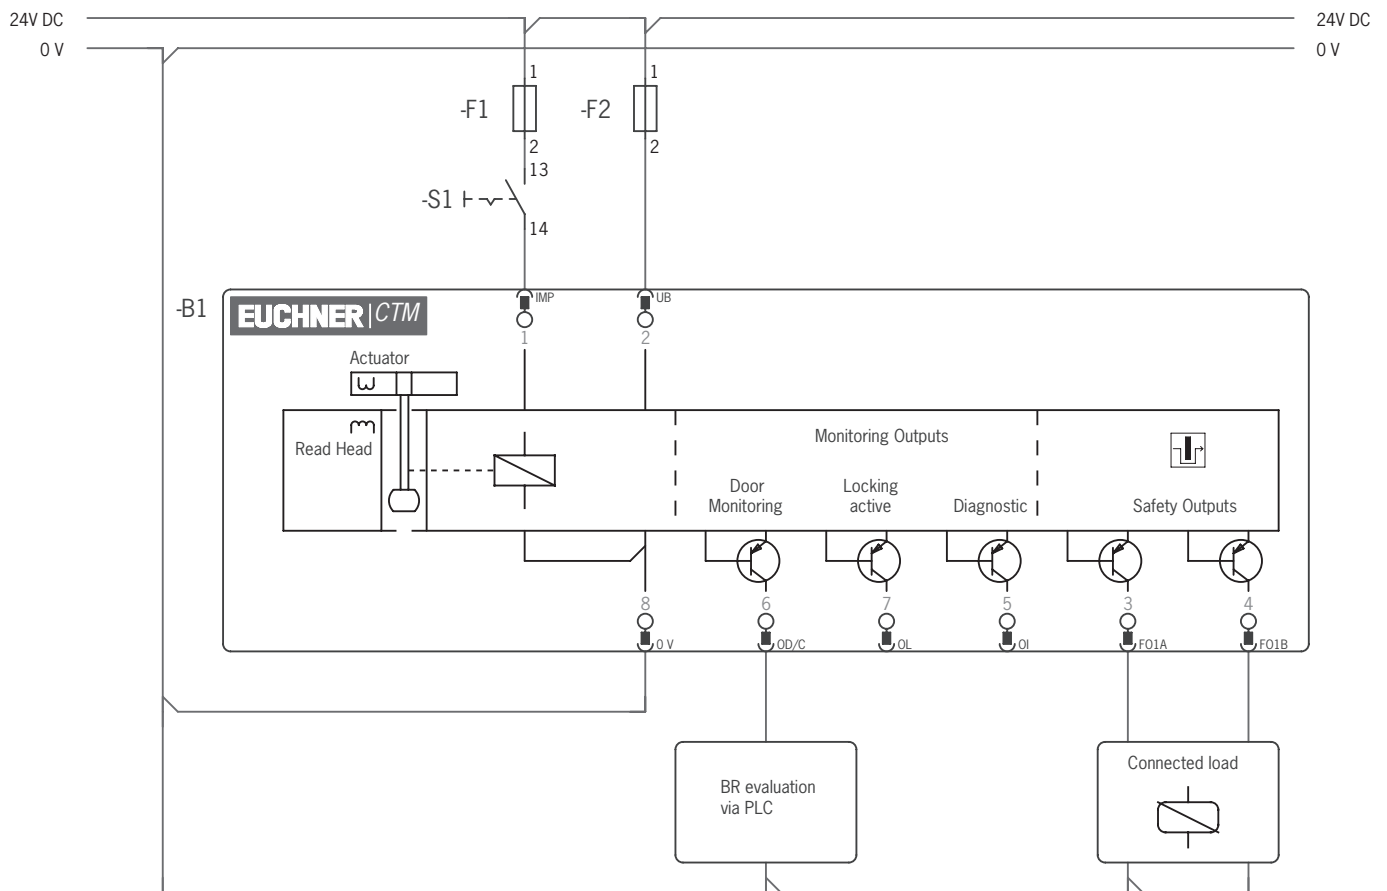 24V DC
24V DC
0 V
0 V
1
1
-F1
-F2
2
2
13
-S1
14
-B1
EUCHNER CTM
IMP
UB
1
2
Actuator
Read Head
Monitoring Outputs
Door
Monitoring
Locking
active
Diagnostic
Safety Outputs
8
6
7
5
3
4
0 V
OD/C
OL
OI
FO1A
FO1B
BR evaluation
via PLC
Connected load